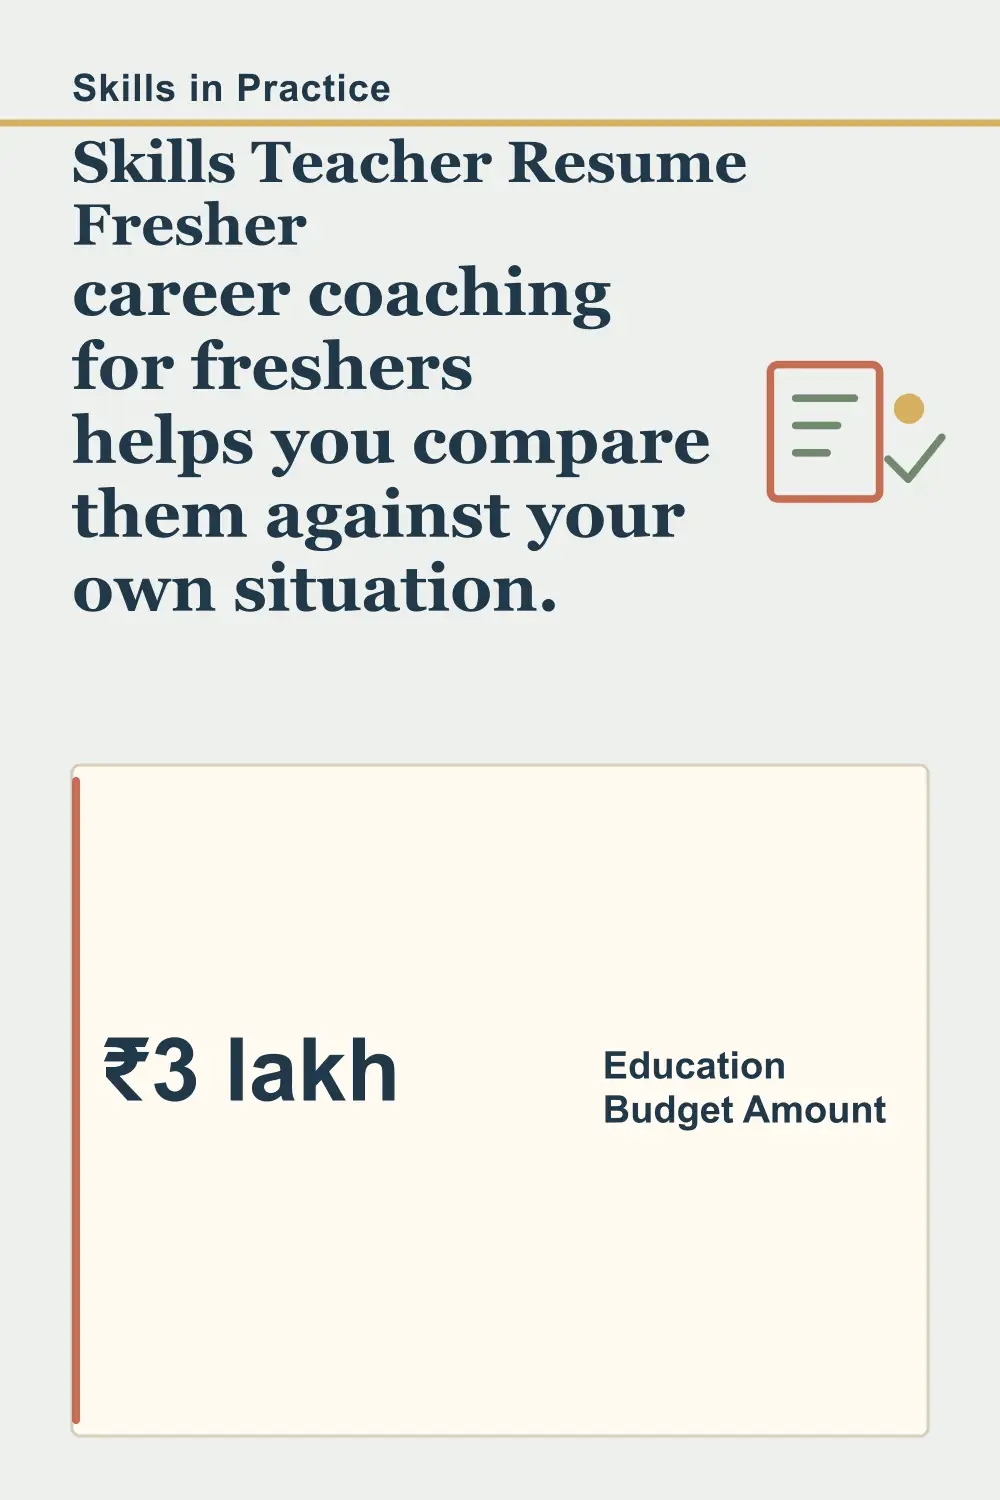 Skills in Practice
Skills Teacher Resume
Fresher
career coaching
for freshers
helps you compare
them against your
own situation.
₹3 lakh
Education
Budget Amount